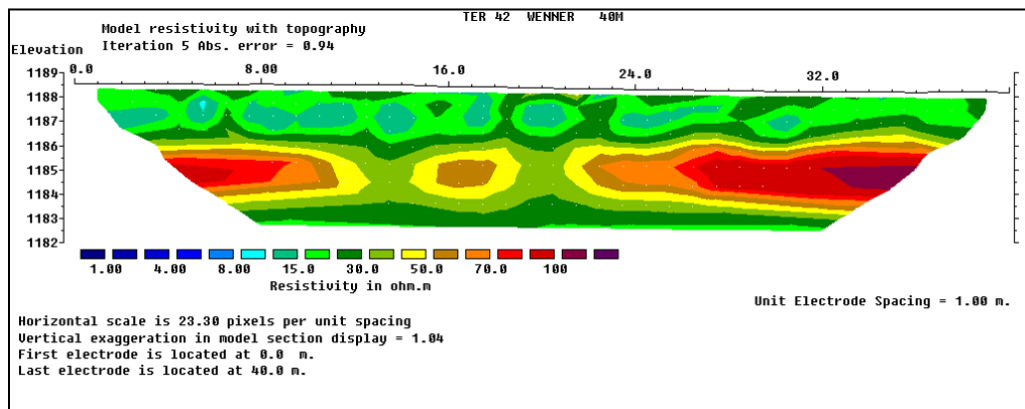 TER 42 WENNER 40M
Model resistivity with topography
Iteration 5 Abs. error = 0.94
Elevation
0.0 8.00 16.0 24.0 32.0
1189
1188
1187
1186
1185
1184
1183
1182
1.00 4.00 8.00 15.0 30.0 50.0 70.0 100
Resistivity in ohm.m
Unit Electrode Spacing = 1.00 m.
Horizontal scale is 23.30 pixels per unit spacing
Vertical exaggeration in model section display = 1.04
First electrode is located at 0.0 m.
Last electrode is located at 40.0 m.